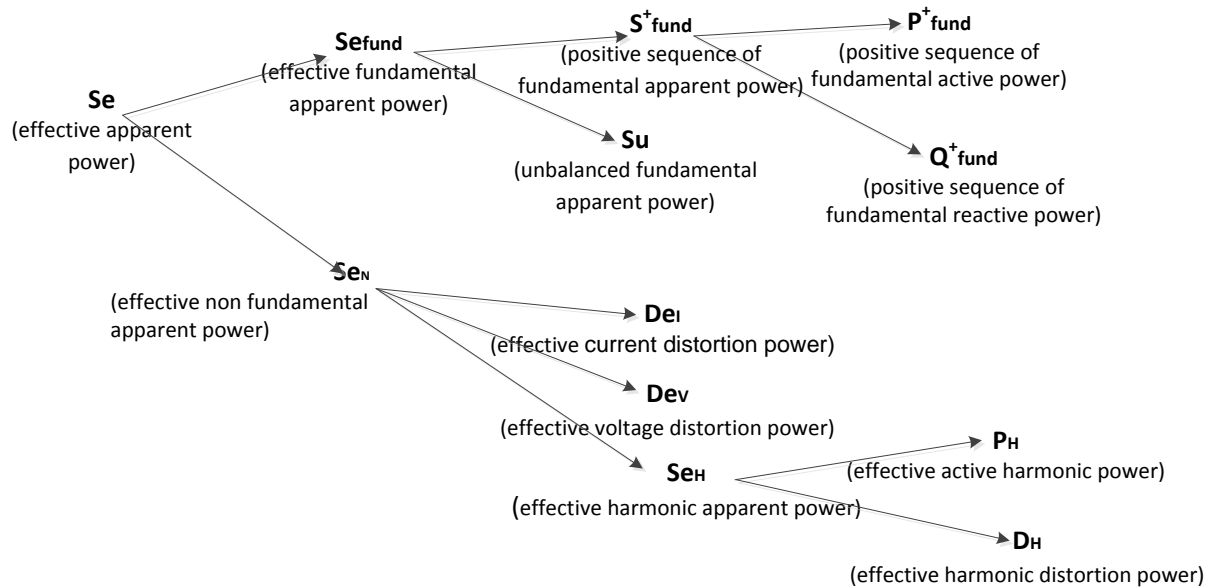 Se
(effective apparent
power)
Sefund
(effective fundamental
apparent power)
S+fund
(positive sequence of
fundamental apparent power)
P+fund
(positive sequence of
fundamental active power)
Su
(unbalanced fundamental
apparent power)
Q+fund
(positive sequence of
fundamental reactive power)
SeN
(effective non fundamental
apparent power)
DeI
(effective current distortion power)
DeV
(effective voltage distortion power)
SeH
(effective harmonic apparent power)
PH
(effective active harmonic power)
DH
(effective harmonic distortion power)